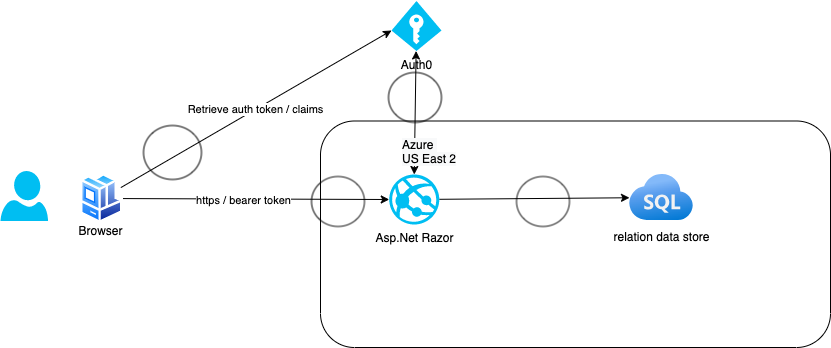 Auth0
Retrieve auth token / claims
Azure
US East 2
https / bearer token
SQL
Browser
Asp.Net Razor
relation data store